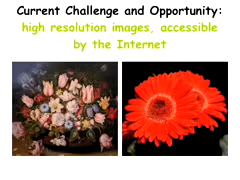 Current Challenge and Opportunity:
high resolution images, accessible
by the Internet